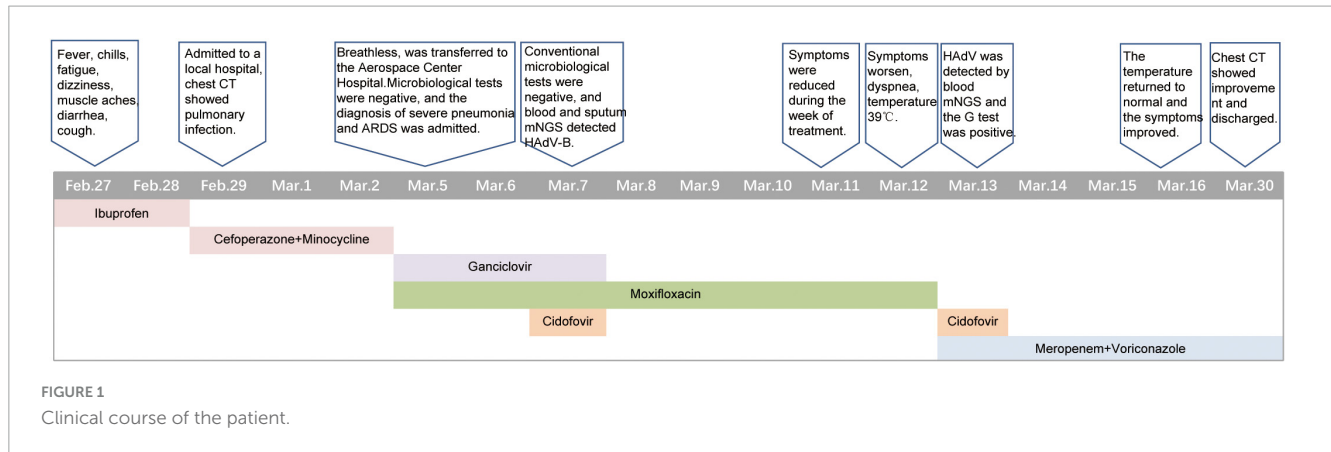 Fever, chills,
fatigue,
dizziness,
muscle aches,
diarrhea,
cough.
Admitted to a
local hospital,
chest CT
showed
pulmonary
infection.
Breathless, was transferred to
the Aerospace Center
Hospital.Microbiological tests
were negative, and the
diagnosis of severe pneumonia
and ARDS was admitted.
Conventional
microbiological
tests were
negative, and
blood and sputum
mNGS detected
HAdV-B.
Symptoms
were
reduced
during the
week of
treatment.
Symptoms
worsen,
dyspnea,
temperature
39℃.
HAdV was
detected by
blood
mNGS and
the G test
was positive.
The
temperature
returned to
normal and
the symptoms
improved.
Chest CT
showed
improveme
nt and
discharged.
Feb.27 Feb.28 Feb.29 Mar.1 Mar.2 Mar.5 Mar.6 Mar.7 Mar.8 Mar.9 Mar.10 Mar.11 Mar.12 Mar.13 Mar.14 Mar.15 Mar.16 Mar.30
Ibuprofen
Cefoperazone+Minocycline
Ganciclovir
Moxifloxacin
Cidofovir Cidofovir
Meropenem+Voriconazole
FIGURE 1
Clinical course of the patient.